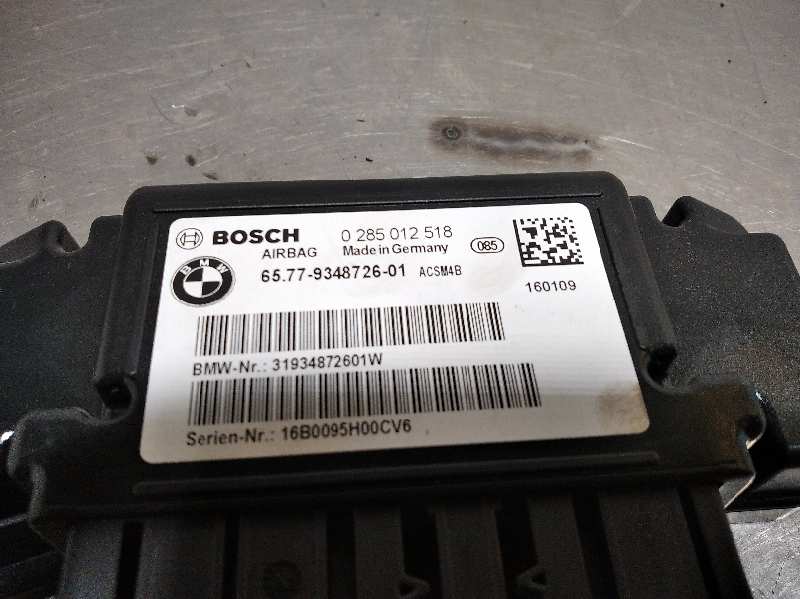 BOSCH 0 285 012 518
AIRBAG Made in Germany 085
BMW 65.77-9348726-01 ACSM4B
160109
BMW-Nr.: 31934872601W
Serien-Nr.: 16B0095H00CV6